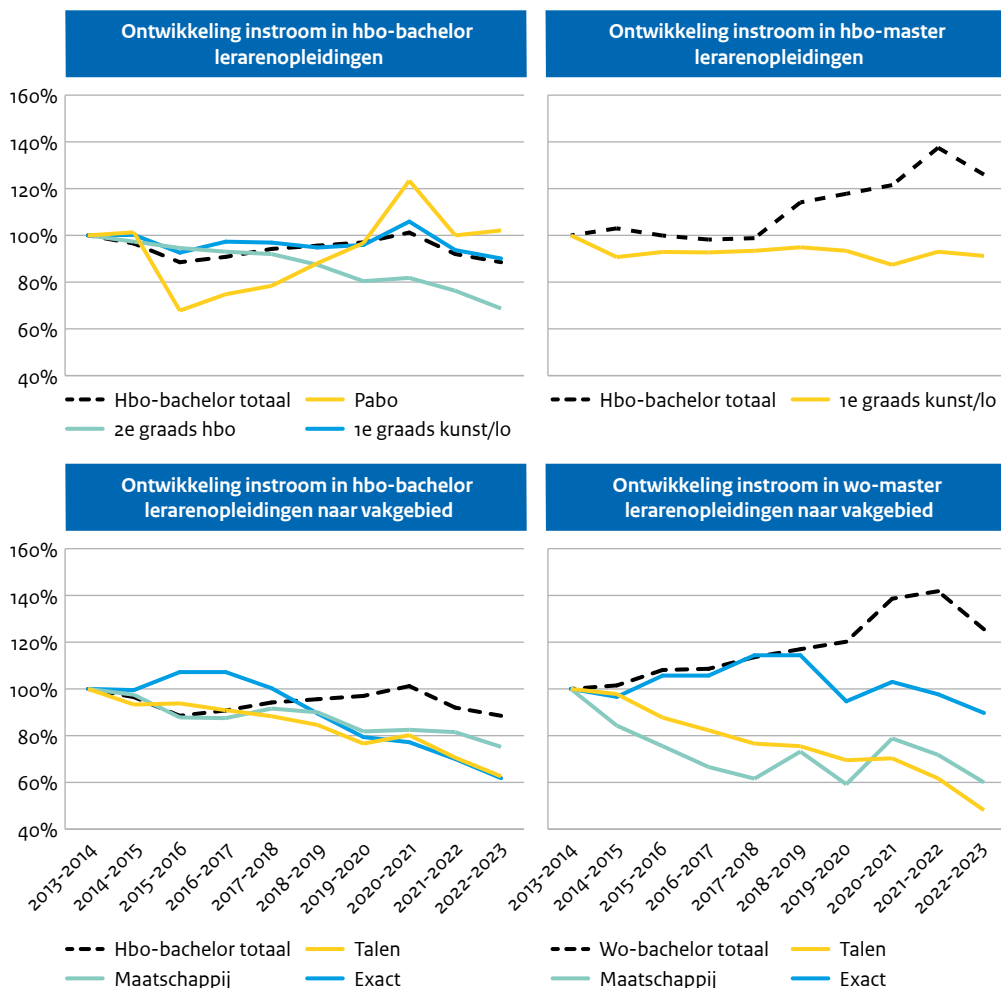 Ontwikkeling instroom in hbo-bachelor
lerarenopleidingen
160%
140%
120%
100%
80%
60%
40%
Hbo-bachelor totaal
Pabo
2e graads hbo
1e graads kunst/lo
Ontwikkeling instroom in hbo-master
lerarenopleidingen
Hbo-bachelor totaal
1e graads kunst/lo
Ontwikkeling instroom in hbo-bachelor
lerarenopleidingen naar vakgebied
160%
140%
120%
100%
80%
60%
40%
2013-2014
2014-2015
2015-2016
2016-2017
2017-2018
2018-2019
2019-2020
2020-2021
2021-2022
2022-2023
Hbo-bachelor totaal
Talen
Maatschappij
Exact
Ontwikkeling instroom in wo-master
lerarenopleidingen naar vakgebied
2013-2014
2014-2015
2015-2016
2016-2017
2017-2018
2018-2019
2019-2020
2020-2021
2021-2022
2022-2023
Wo-bachelor totaal
Talen
Maatschappij
Exact